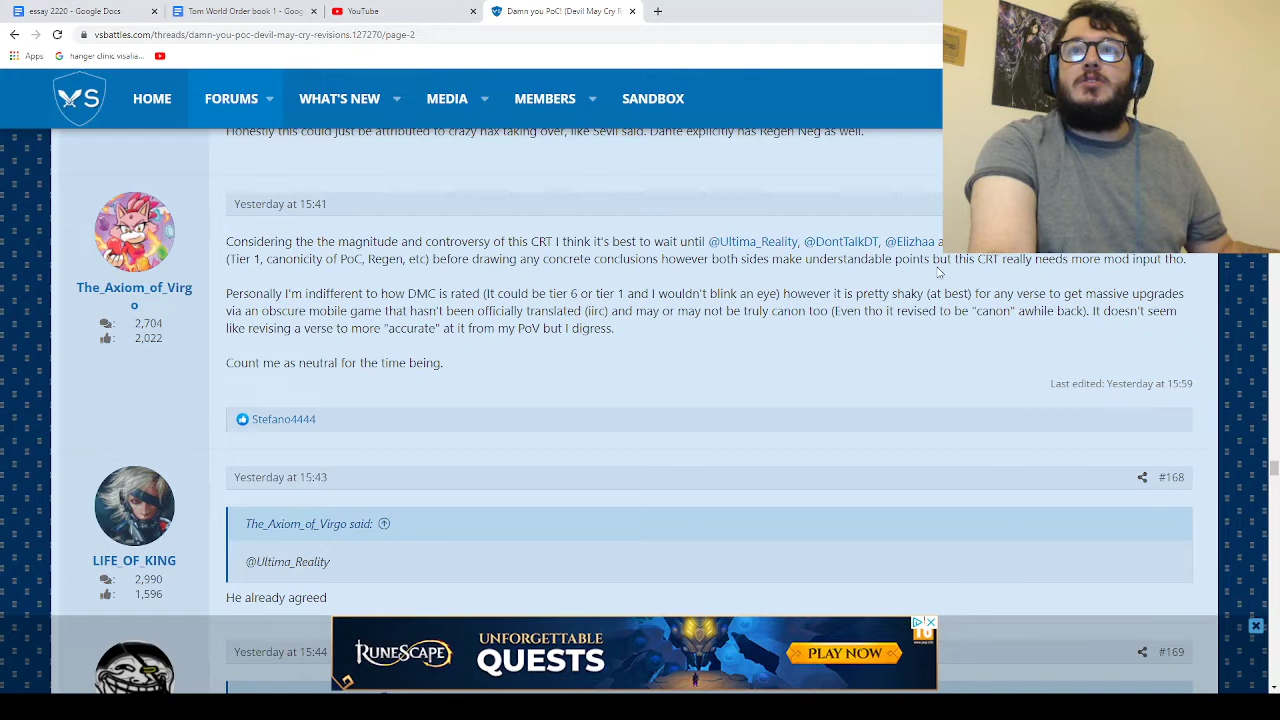 essay 2220 - Google Docs
Tom World Order book 1 - Goog
YouTube
Damn you PoC! (Devil May Cry R
vsbattles.com/threads/damn-you-poc-devil-may-cry-revisions.127270/page-2
Apps
hanger clinic visalia...
VS
HOME
FORUMS
WHAT'S NEW
MEDIA
MEMBERS
SANDBOX
Honestly this could just be attributed to crazy hax taking over, like Sevil said. Dante explicitly has Regen Neg as well.
Yesterday at 15:41
Considering the the magnitude and controversy of this CRT I think it's best to wait until @Ultima_Reality, @DontTalkDT, @Elizhaa a
(Tier 1, canonicity of PoC, Regen, etc) before drawing any concrete conclusions however both sides make understandable points but this CRT really needs more mod input tho.
The_Axiom_of_Virg
o
2,704
2,022
Personally I'm indifferent to how DMC is rated (It could be tier 6 or tier 1 and I wouldn't blink an eye) however it is pretty shaky (at best) for any verse to get massive upgrades
via an obscure mobile game that hasn't been officially translated (iirc) and may or may not be truly canon too (Even tho it revised to be "canon" awhile back). It doesn't seem
like revising a verse to more "accurate" at it from my PoV but I digress.
Count me as neutral for the time being.
Last edited: Yesterday at 15:59
Stefano4444
Yesterday at 15:43
#168
LIFE_OF_KING
2,990
1,596
The_Axiom_of_Virgo said:
@Ultima_Reality
He already agreed
Yesterday at 15:44
#169
RUNESCAPE
UNFORGETTABLE
QUESTS
PLAY NOW